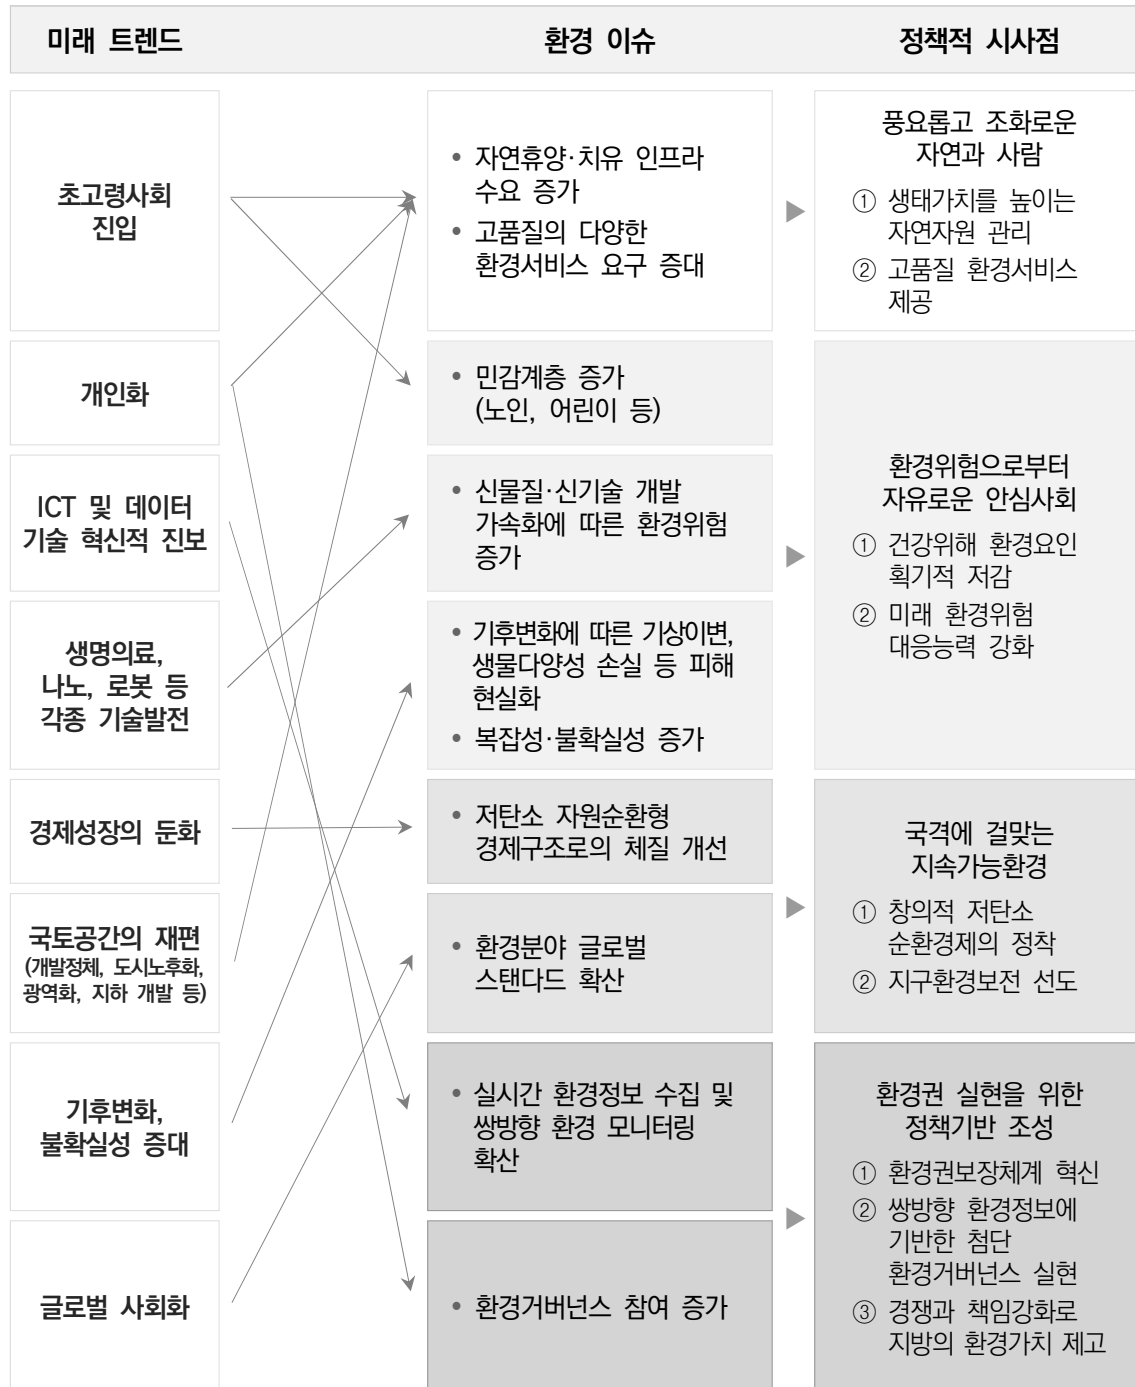 미래 트렌드
환경 이슈
정책적 시사점
초고령사회
진입
개인화
ICT 및 데이터
기술 혁신적 진보
생명의료,
나노, 로봇 등
각종 기술발전
경제성장의 둔화
국토공간의 재편
(개발정체, 도시노후화,
광역화, 지하 개발 등)
기후변화,
불확실성 증대
글로벌 사회화
• 자연휴양·치유 인프라
수요 증가
• 고품질의 다양한
환경서비스 요구 증대
• 민감계층 증가
(노인, 어린이 등)
• 신물질·신기술 개발
가속화에 따른 환경위험
증가
• 기후변화에 따른 기상이변,
생물다양성 손실 등 피해
현실화
• 복잡성·불확실성 증가
• 저탄소 자원순환형
경제구조로의 체질 개선
• 환경분야 글로벌
스탠다드 확산
• 실시간 환경정보 수집 및
쌍방향 환경 모니터링
확산
• 환경거버넌스 참여 증가
풍요롭고 조화로운
자연과 사람
① 생태가치를 높이는
자연자원 관리
② 고품질 환경서비스
제공
환경위험으로부터
자유로운 안심사회
① 건강위해 환경요인
획기적 저감
② 미래 환경위험
대응능력 강화
국격에 걸맞는
지속가능환경
① 창의적 저탄소
순환경제의 정착
② 지구환경보전 선도
환경권 실현을 위한
정책기반 조성
① 환경권보장체계 혁신
② 쌍방향 환경정보에
기반한 첨단
환경거버넌스 실현
③ 경쟁과 책임강화로
지방의 환경가치 제고